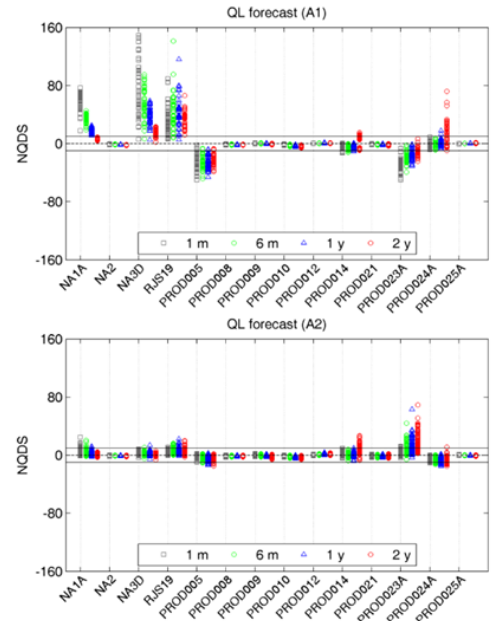 QL forecast (A1)
160
80
0
-80
-160
NQDS
1 m 6 m 1 y 2 y
NA1A
NA2
NA3D
RJS19
PROD005
PROD008
PROD009
PROD010
PROD012
PROD014
PROD021
PROD023A
PROD024A
PROD025A
QL forecast (A2)
160
80
0
-80
-160
NQDS
1 m 6 m 1 y 2 y
NA1A
NA2
NA3D
RJS19
PROD005
PROD008
PROD009
PROD010
PROD012
PROD014
PROD021
PROD023A
PROD024A
PROD025A